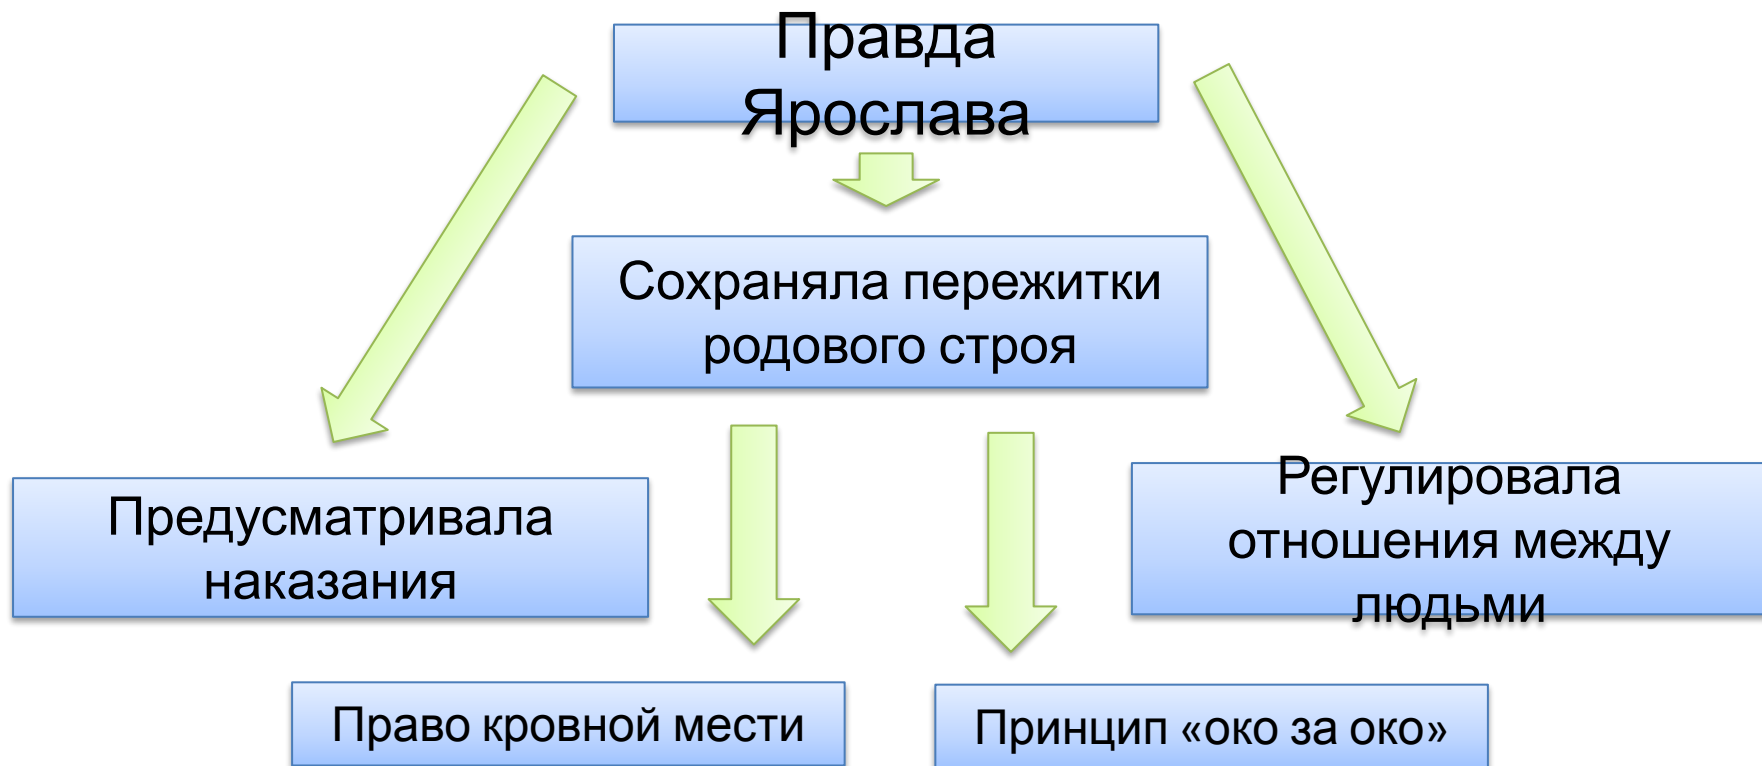 Правда
Ярослава
Сохраняла пережитки
родового строя
Предусматривала
наказания
Регулировала
отношения между
людьми
Право кровной мести
Принцип «око за око»